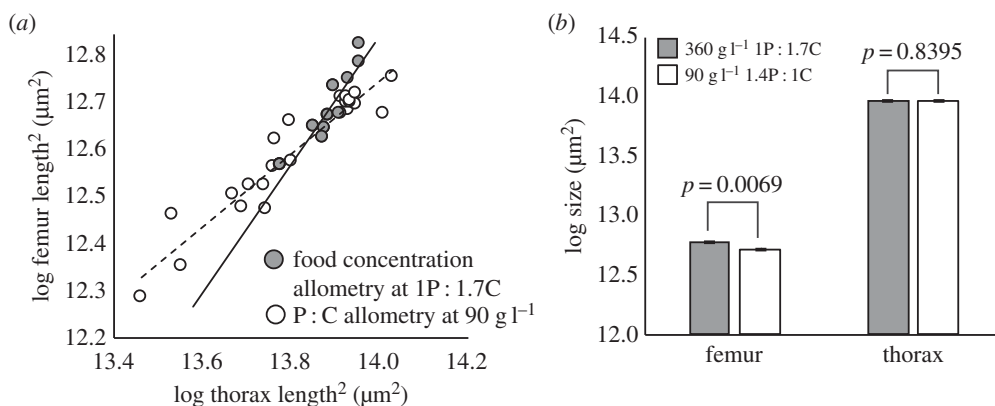 (a)
12.8
12.7
12.6
12.5
12.4
12.3
12.2
log femur length² (µm²)
food concentration
allometry at 1P : 1.7C
P : C allometry at 90 g l⁻¹
13.4 13.6 13.8 14.0 14.2
log thorax length² (µm²)
(b)
14.5
14.0
13.5
13.0
12.5
12.0
log size (µm²)
360 g l⁻¹ 1P : 1.7C
90 g l⁻¹ 1.4P : 1C
p = 0.8395
p = 0.0069
femur thorax